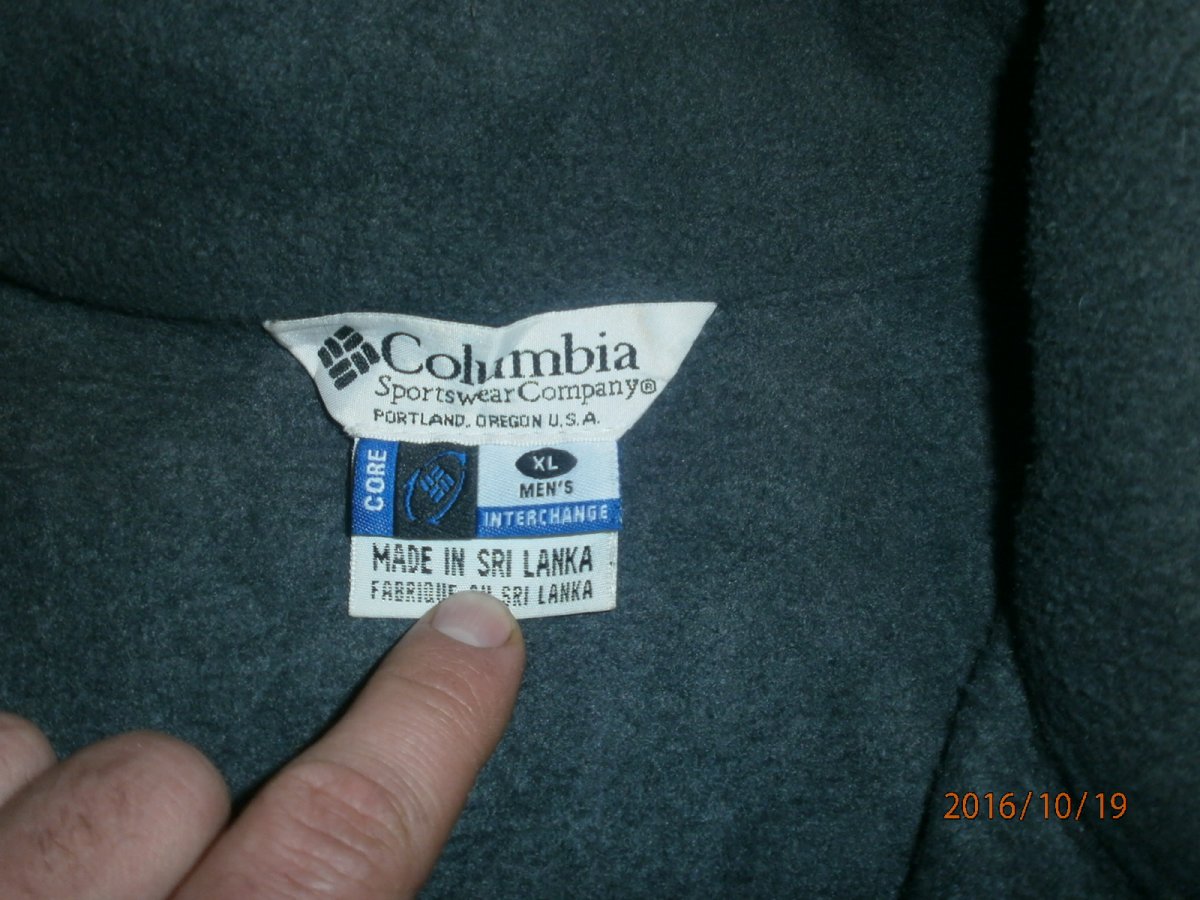 Columbia
Sportswear Company®
PORTLAND, OREGON U.S.A.
CORE
XL
MEN'S
INTERCHANGE
MADE IN SRI LANKA
FABRIQUE AU SRI LANKA
2016/10/19